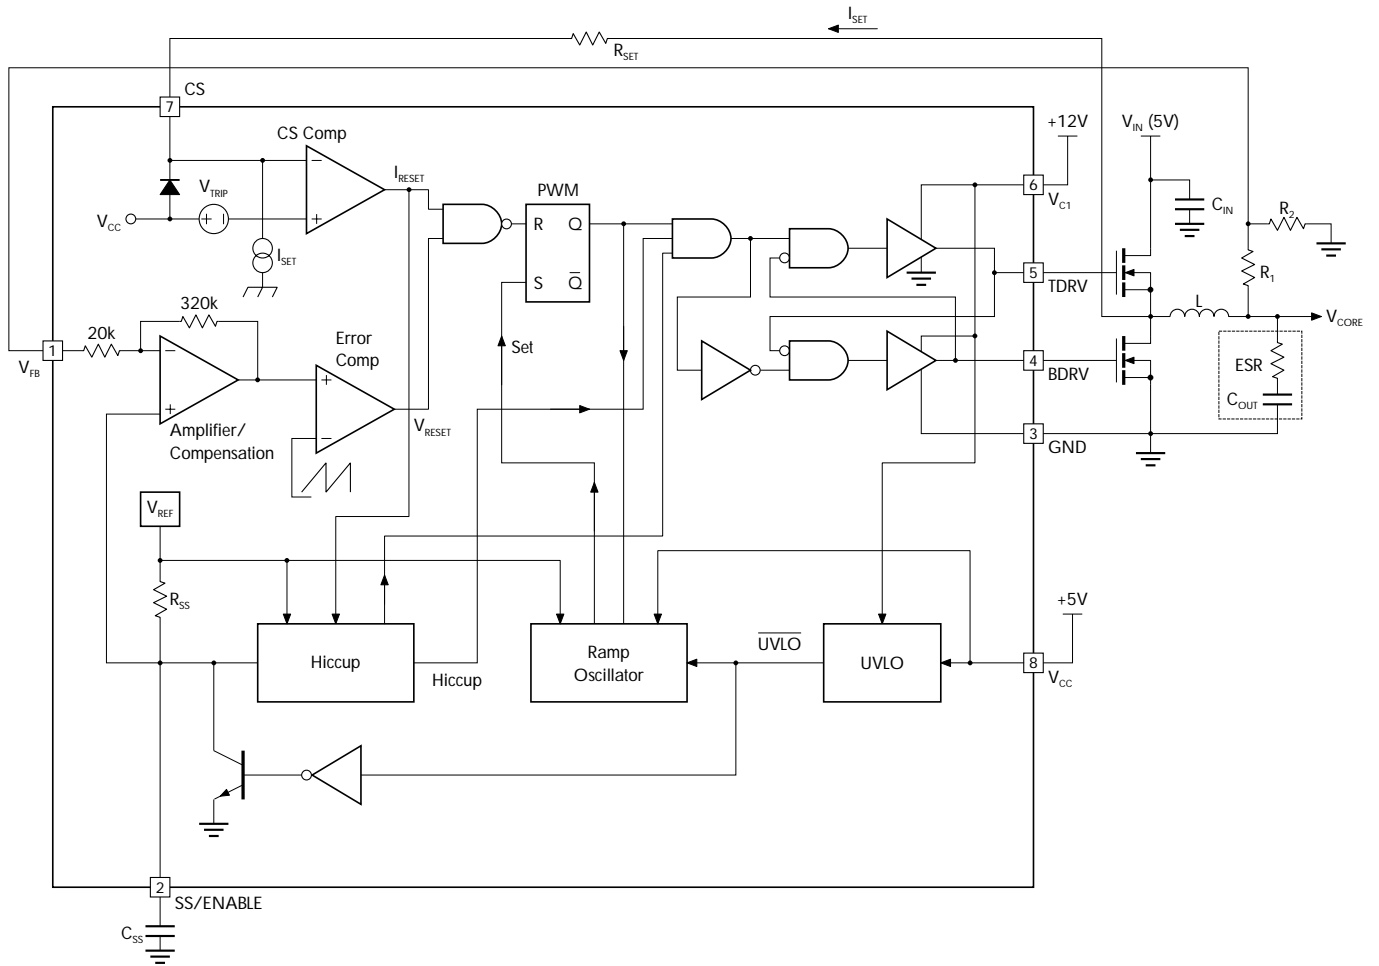 I_SET
R_SET
CS
7
+12V
V_IN (5V)
CS Comp
I_RESET
6
V_C1
V_TRIP
PWM
C_IN
R_2
V_CC
− +
−
+
R Q
S Q̅
I_SET
5
TDRV
R_1
L
V_CORE
320k
20k
Error
Comp
Set
1
V_FB
−
+
+
−
4
BDRV
ESR
C_OUT
Amplifier/
Compensation
V_RESET
3
GND
V_REF
R_SS
+5V
Hiccup
Hiccup
Ramp
Oscillator
U̅V̅L̅O̅
UVLO
8
V_CC
2
SS/ENABLE
C_SS